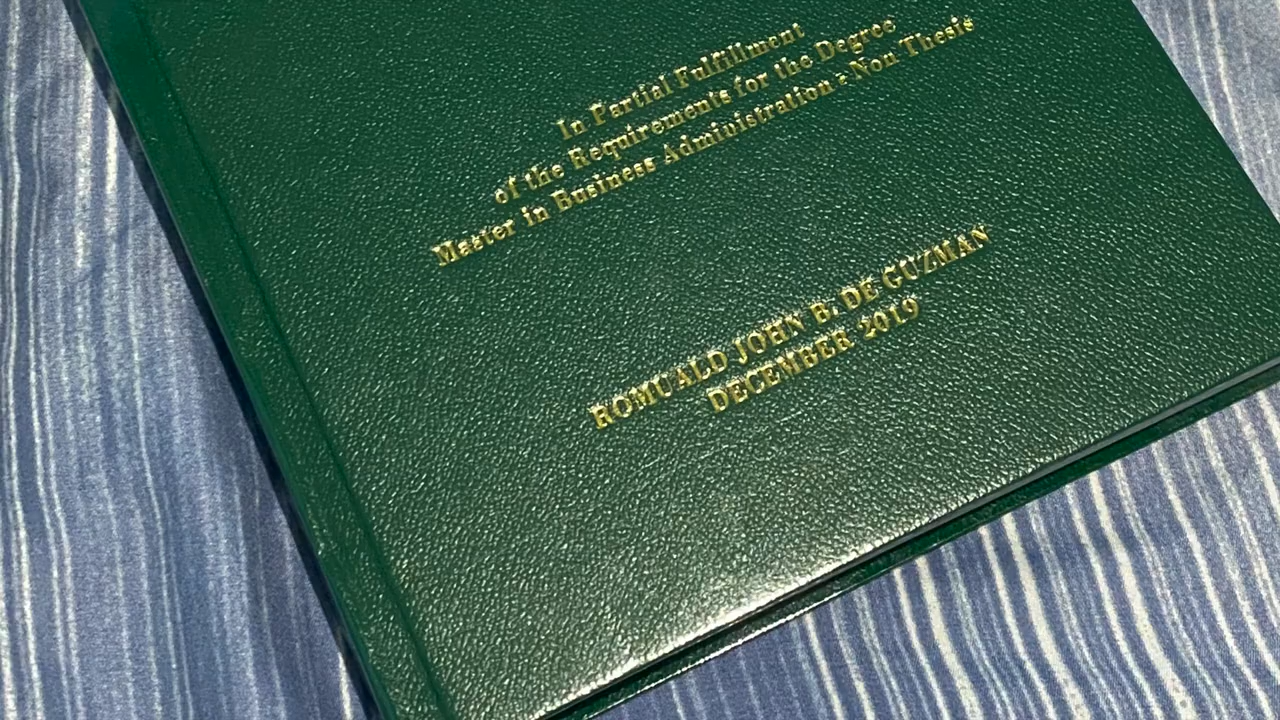 In Partial Fulfillment
of the Requirements for the Degree
Master in Business Administration - Non Thesis
ROMUALD JOHN B. DE GUZMAN
DECEMBER 2019